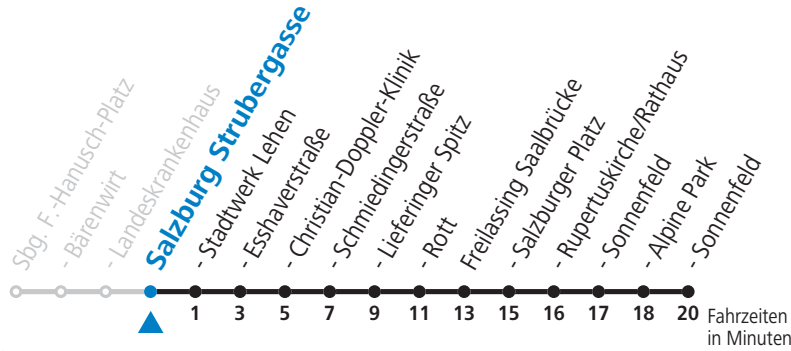 Sbg. F.-Hanusch-Platz
- Bärenwirt
- Landeskrankenhaus
Salzburg Strubergasse
- Stadtwerk Lehen
- Esshaverstraße
- Christian-Doppler-Klinik
- Schmiedingerstraße
- Lieferinger Spitz
- Rott
Freilassing Saalbrücke
- Salzburger Platz
- Rupertuskirche/Rathaus
- Sonnenfeld
- Alpine Park
- Sonnenfeld
1 3 5 7 9 11 13 15 16 17 18 20 Fahrzeiten
in Minuten